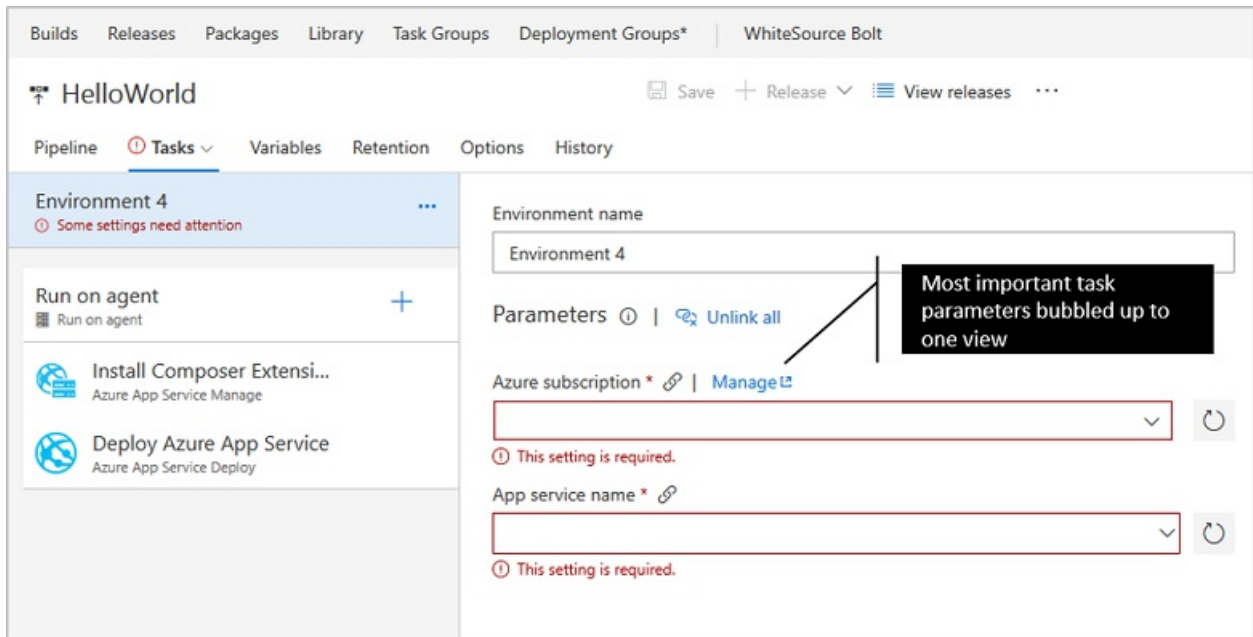 Builds Releases Packages Library Task Groups Deployment Groups* WhiteSource Bolt
HelloWorld Save Release View releases ...
Pipeline Tasks Variables Retention Options History
Environment 4 ...
Some settings need attention
Run on agent
Run on agent
Install Composer Extensi...
Azure App Service Manage
Deploy Azure App Service
Azure App Service Deploy
Environment name
Environment 4
Most important task
parameters bubbled up to
one view
Parameters | Unlink all
Azure subscription * | Manage
This setting is required.
App service name *
This setting is required.